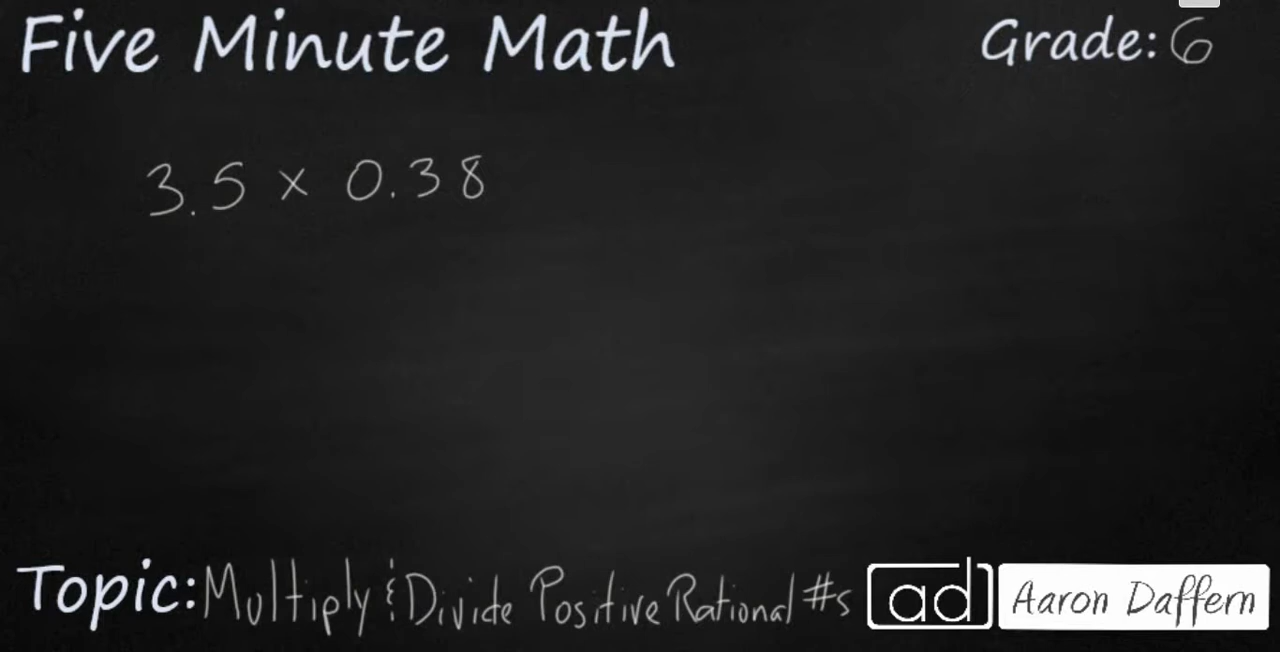 Five Minute Math Grade: 6
3.5 × 0.38
Topic: Multiply & Divide Positive Rational #s ad Aaron Daffern